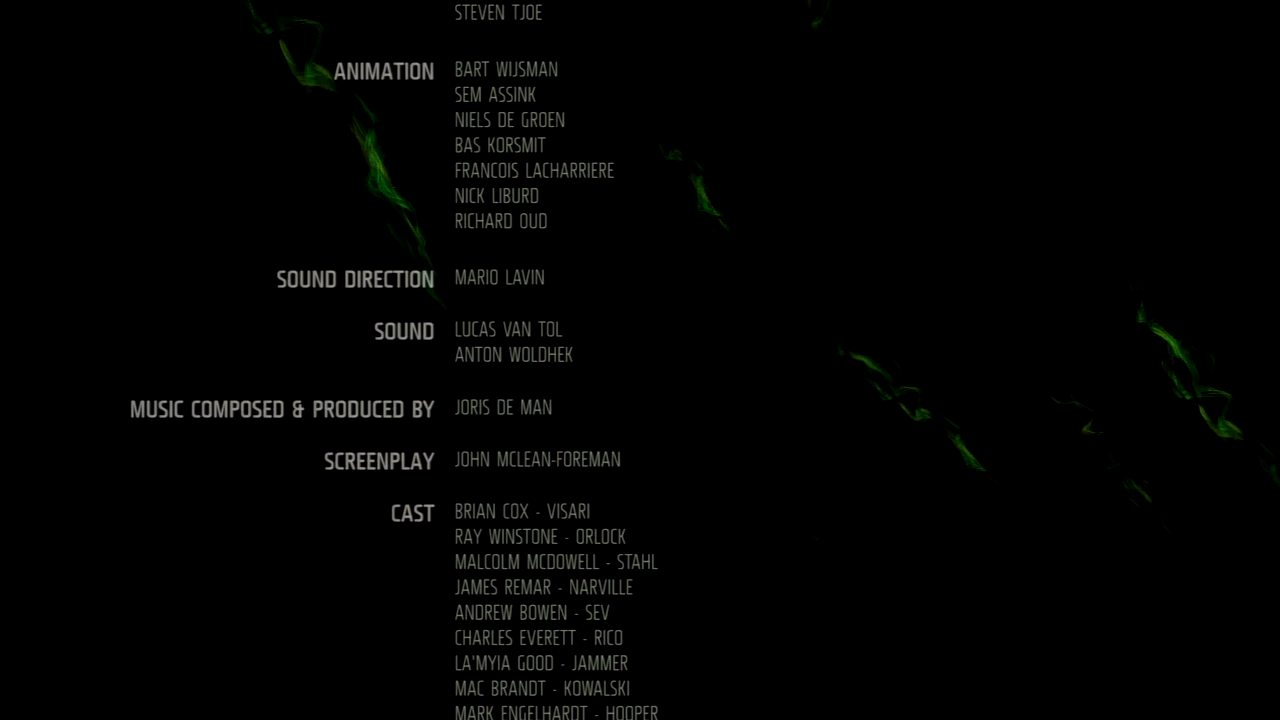 STEVEN TJOE
ANIMATION BART WIJSMAN
SEM ASSINK
NIELS DE GROEN
BAS KORSMIT
FRANCOIS LACHARRIERE
NICK LIBURD
RICHARD OUD
SOUND DIRECTION MARIO LAVIN
SOUND LUCAS VAN TOL
ANTON WOLDHEK
MUSIC COMPOSED & PRODUCED BY JORIS DE MAN
SCREENPLAY JOHN MCLEAN-FOREMAN
CAST BRIAN COX - VISARI
RAY WINSTONE - ORLOCK
MALCOLM MCDOWELL - STAHL
JAMES REMAR - NARVILLE
ANDREW BOWEN - SEV
CHARLES EVERETT - RICO
LA'MYIA GOOD - JAMMER
MAC BRANDT - KOWALSKI
MARK ENGELHARDT - HOOPER